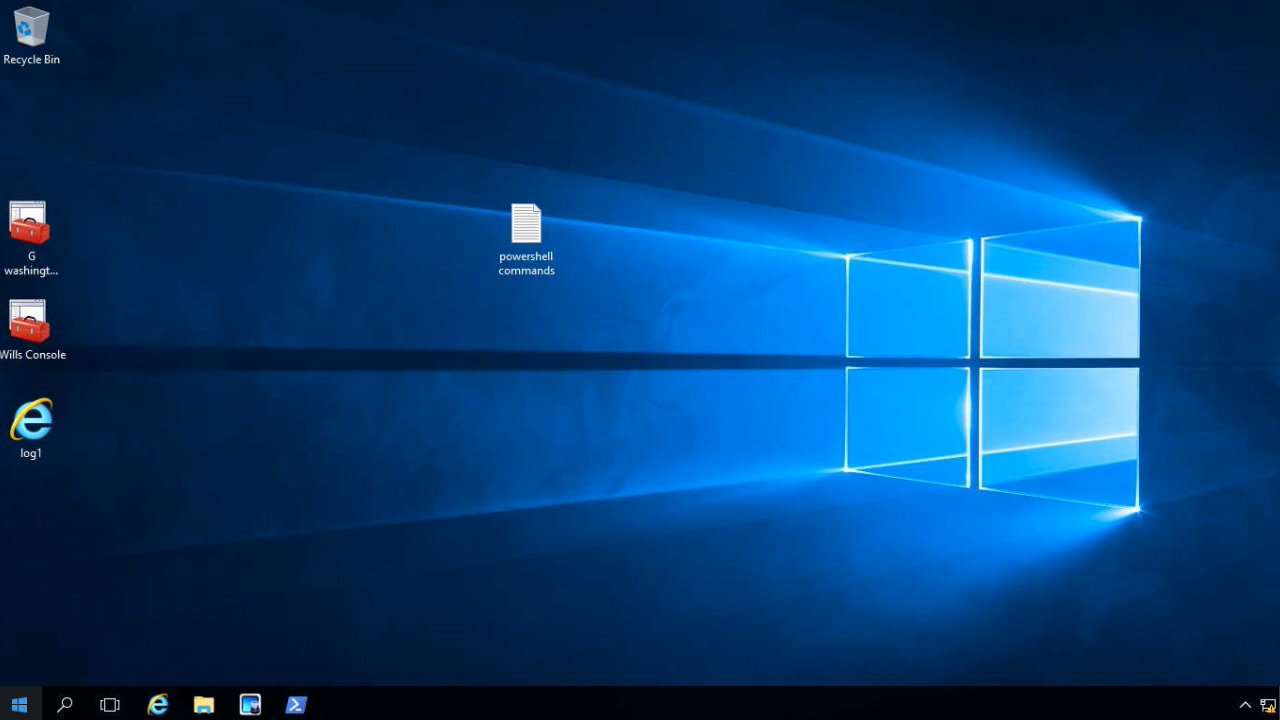 Recycle Bin
G
washingt...
powershell
commands
Wills Console
log1